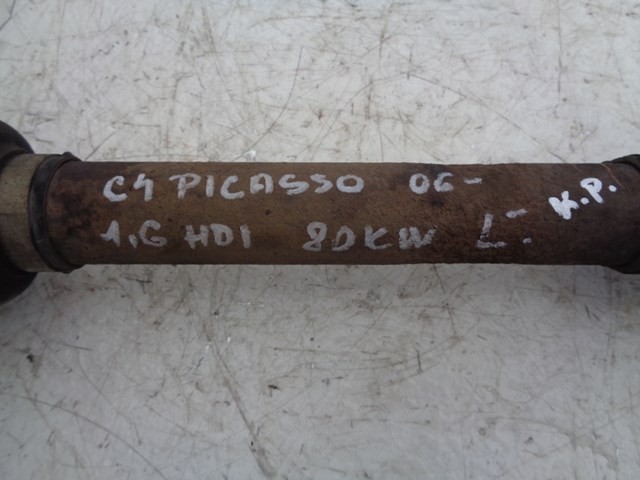 C4 PICASSO 06-
1.6 HDI 80KW L- K.P.